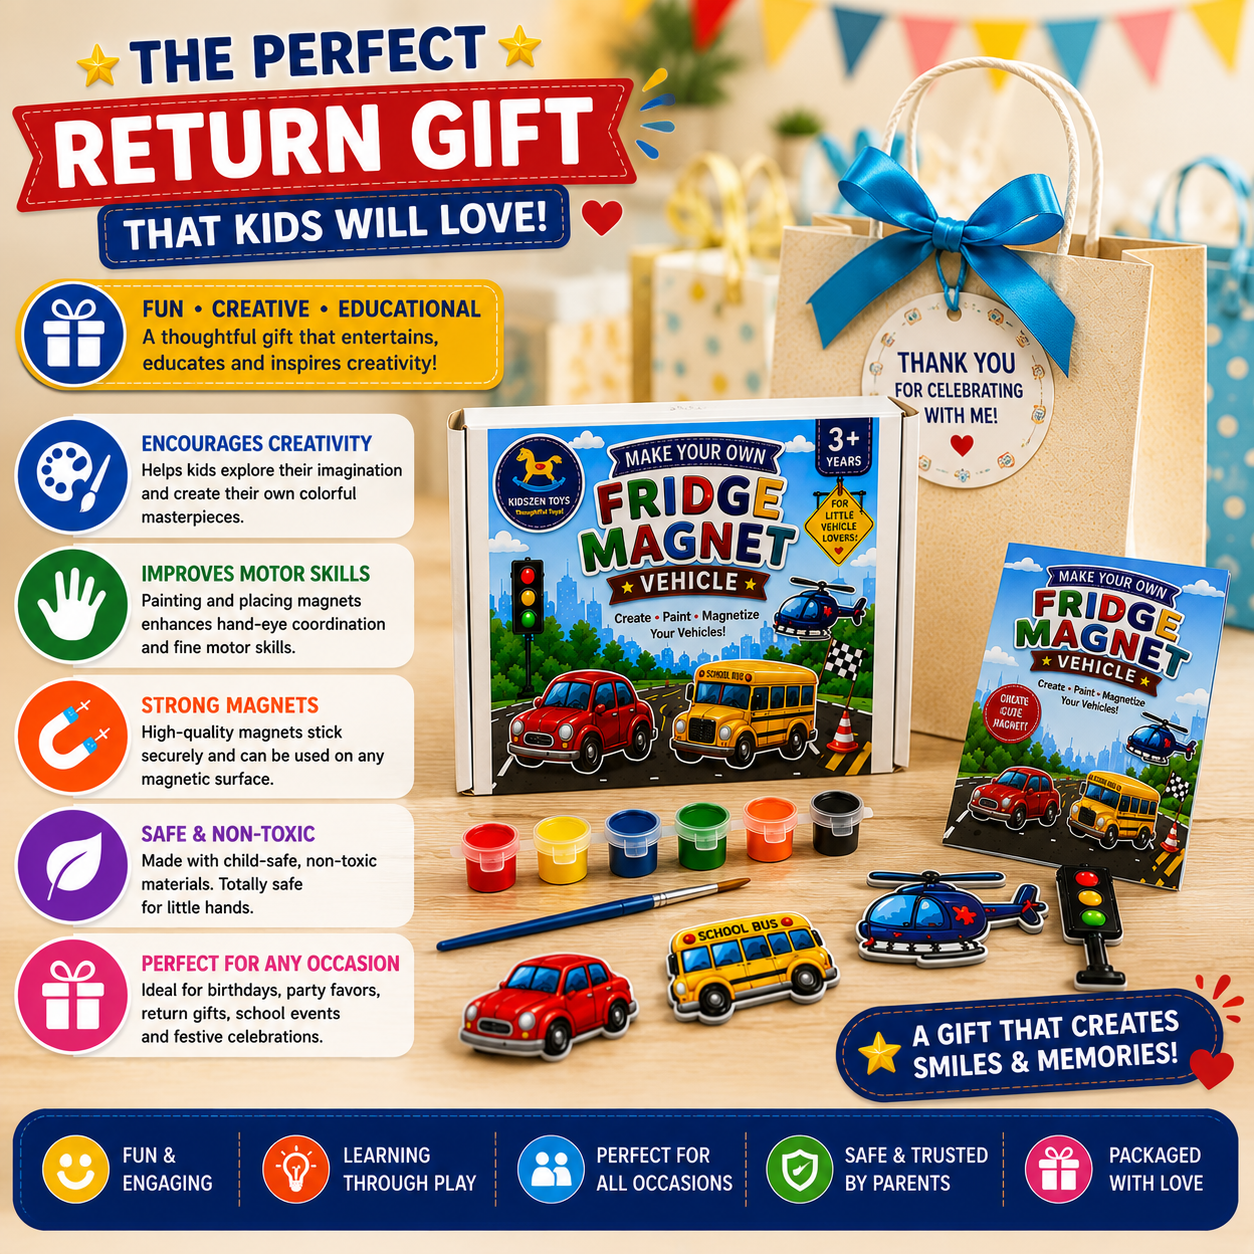 THE PERFECT
RETURN GIFT
THAT KIDS WILL LOVE!
FUN • CREATIVE • EDUCATIONAL
A thoughtful gift that entertains,
educates and inspires creativity!
ENCOURAGES CREATIVITY
Helps kids explore their imagination
and create their own colorful
masterpieces.
IMPROVES MOTOR SKILLS
Painting and placing magnets
enhances hand-eye coordination
and fine motor skills.
STRONG MAGNETS
High-quality magnets stick
securely and can be used on any
magnetic surface.
SAFE & NON-TOXIC
Made with child-safe, non-toxic
materials. Totally safe
for little hands.
PERFECT FOR ANY OCCASION
Ideal for birthdays, party favors,
return gifts, school events
and festive celebrations.
THANK YOU
FOR CELEBRATING
WITH ME!
KIDSZEN TOYS
Thoughtful Toys!
MAKE YOUR OWN
FRIDGE
MAGNET
VEHICLE
Create • Paint • Magnetize
Your Vehicles!
3+
YEARS
FOR
LITTLE
VEHICLE
LOVERS!
SCHOOL BUS
MAKE YOUR OWN
FRIDGE
MAGNET
VEHICLE
Create • Paint • Magnetize
Your Vehicles!
CREATE
CUTE
MAGNET!
SCHOOL BUS
SCHOOL BUS
A GIFT THAT CREATES
SMILES & MEMORIES!
FUN &
ENGAGING
LEARNING
THROUGH PLAY
PERFECT FOR
ALL OCCASIONS
SAFE & TRUSTED
BY PARENTS
PACKAGED
WITH LOVE